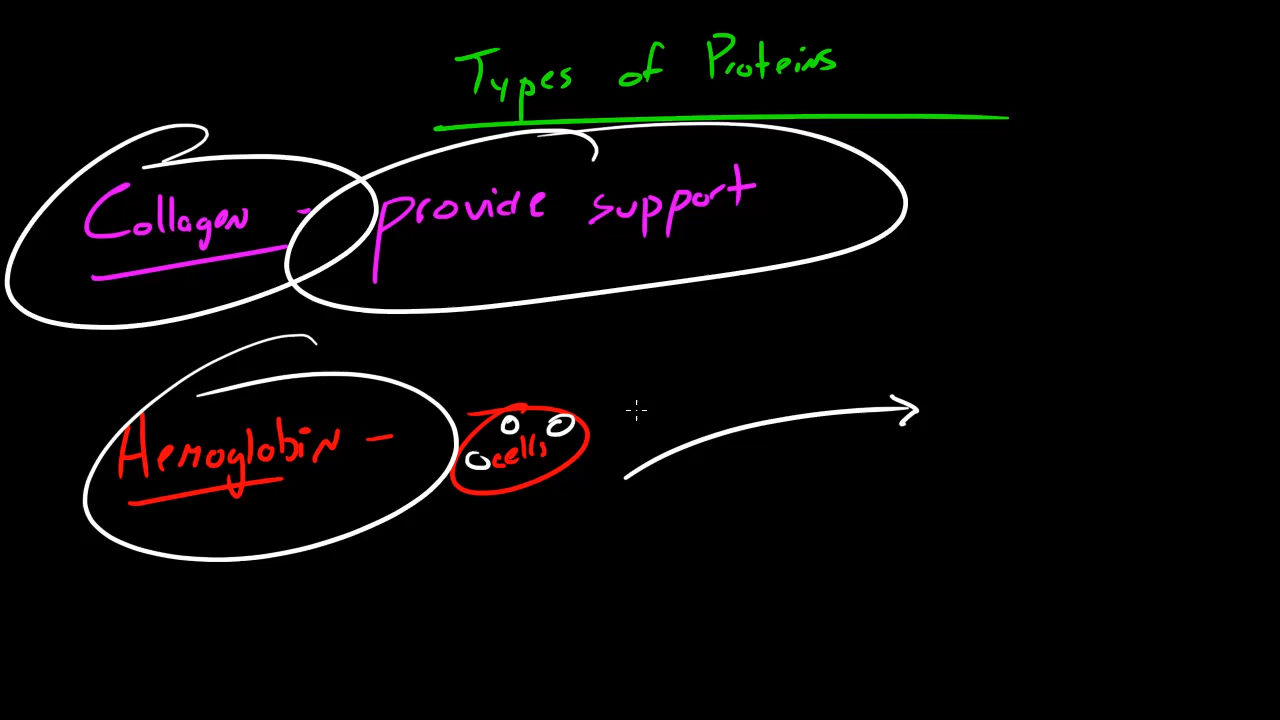 Types of Proteins
Collagen - provide support
Hemoglobin - cells